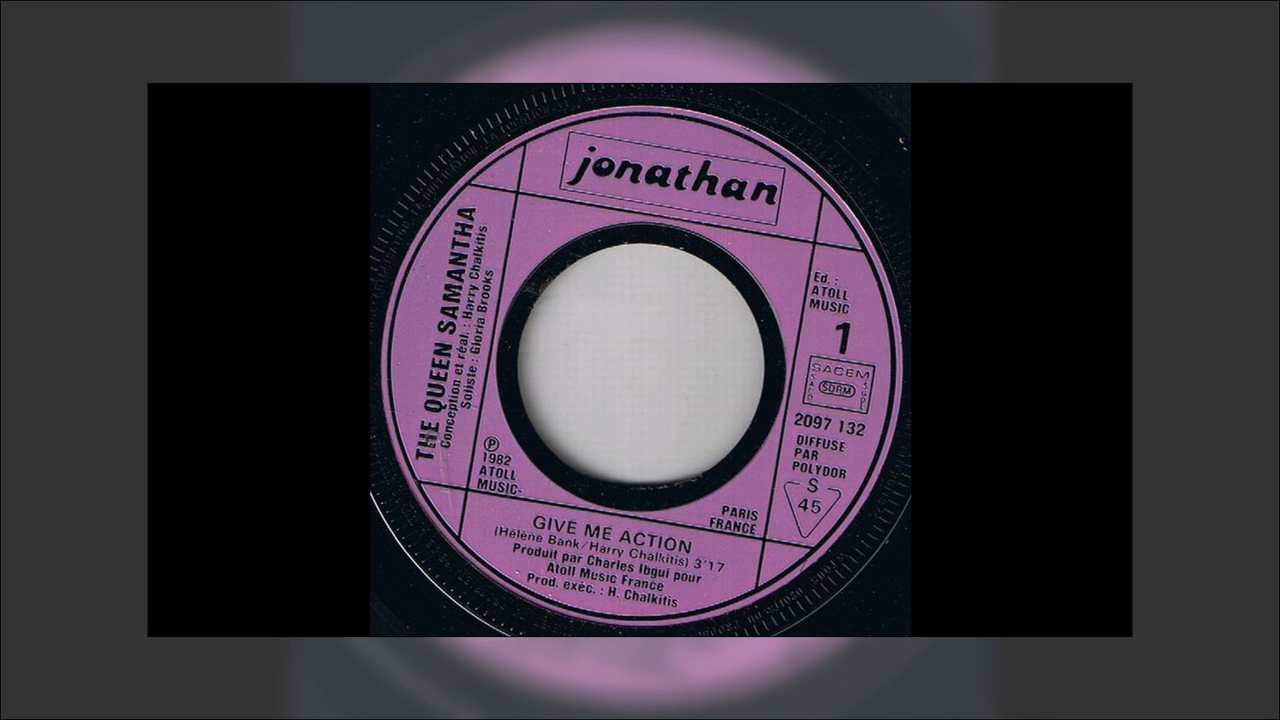 jonathan
THE QUEEN SAMANTHA
Conception et réal. : Harry Chalkitis
Soliste : Gloria Brooks
Ed. :
ATOLL
MUSIC
1
SACEM
SACD
SDRM
SGDL
2097 132
DIFFUSE
PAR
POLYDOR
S
45
Ⓟ
1982
ATOLL
MUSIC-
PARIS
FRANCE
GIVE ME ACTION
(Hélène Bank/Harry Chalkitis) 3'17
Produit par Charles Ibgui pour
Atoll Music France
Prod. exéc. : H. Chalkitis